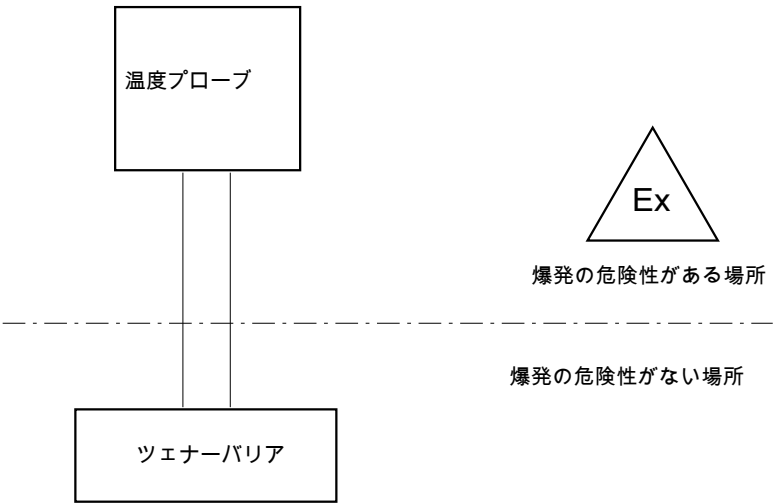 温度プローブ
Ex
爆発の危険性がある場所
爆発の危険性がない場所
ツェナーバリア